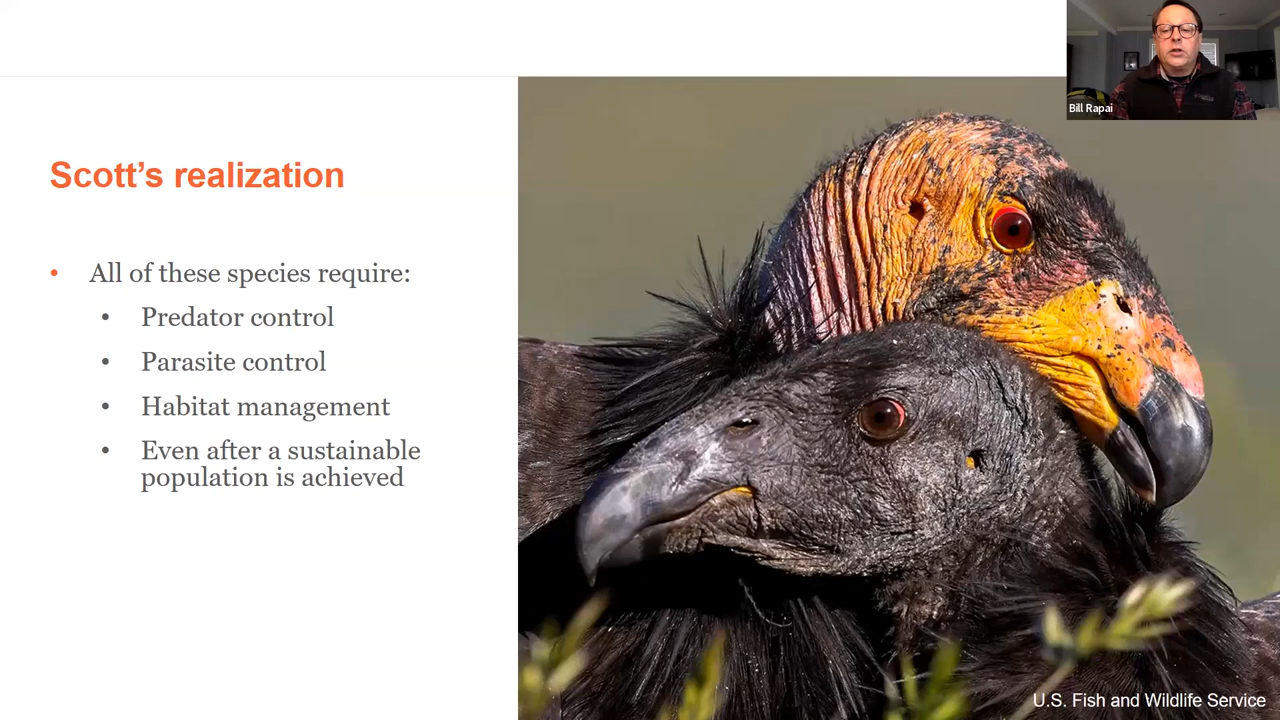 Bill Rapai
Scott’s realization
• All of these species require:
• Predator control
• Parasite control
• Habitat management
• Even after a sustainable
population is achieved
U.S. Fish and Wildlife Service